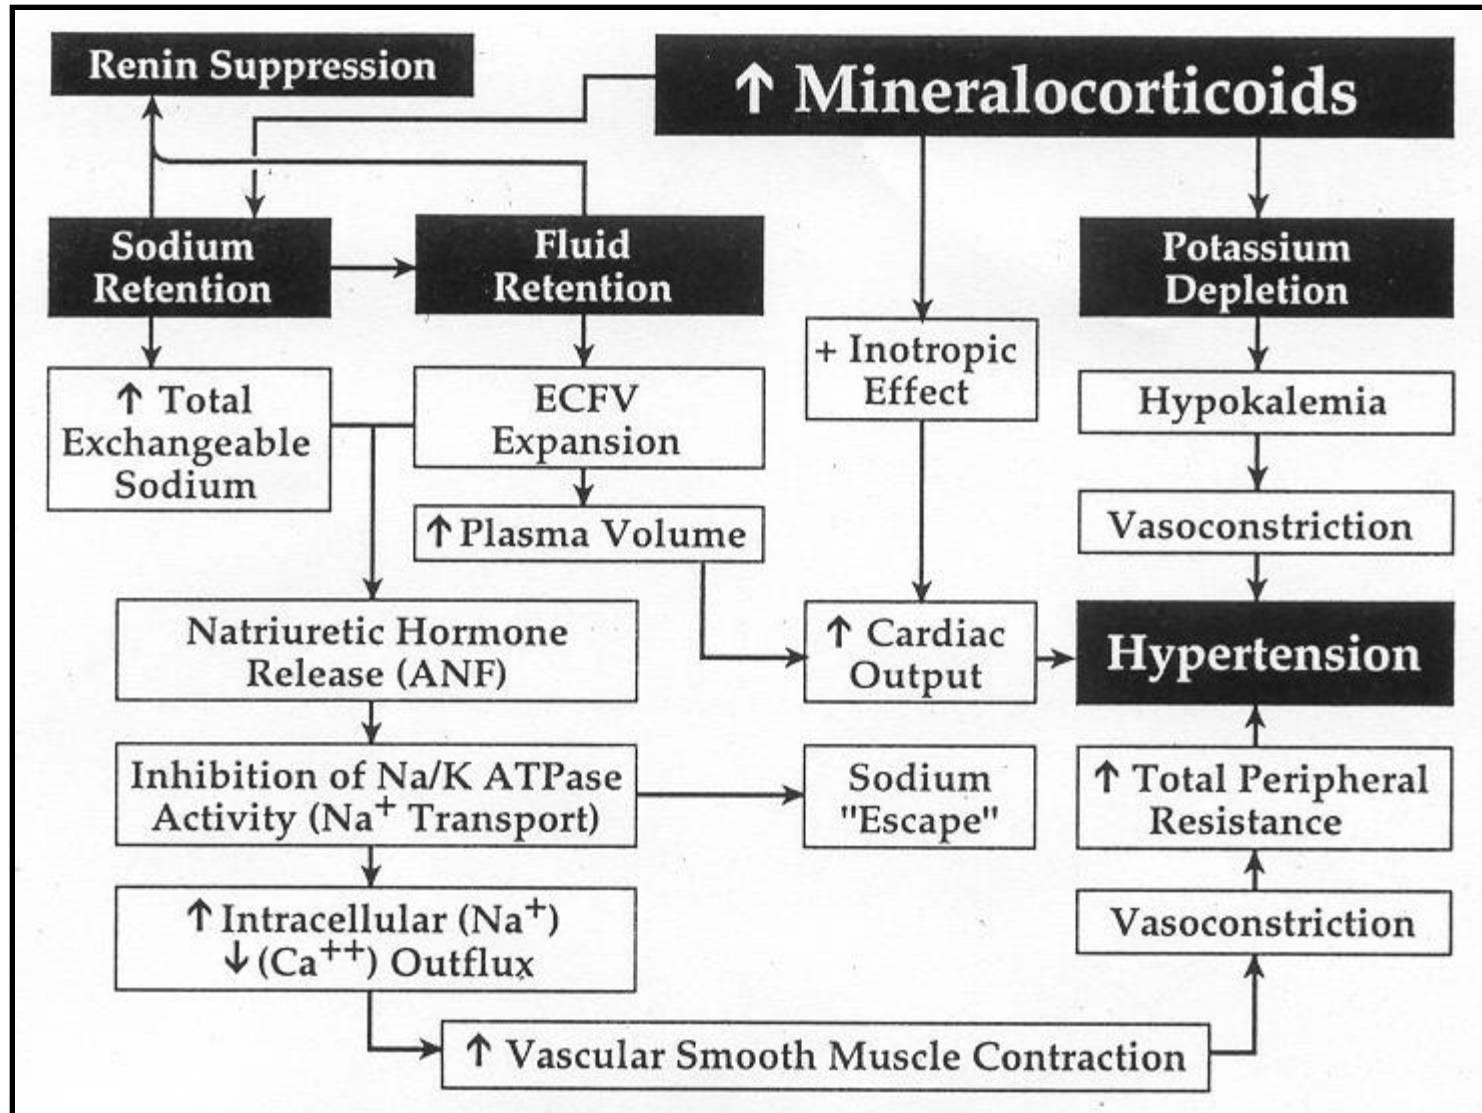 Renin Suppression
↑ Mineralocorticoids
Sodium
Retention
Fluid
Retention
Potassium
Depletion
+ Inotropic
Effect
↑ Total
Exchangeable
Sodium
ECFV
Expansion
Hypokalemia
↑ Plasma Volume
Vasoconstriction
Natriuretic Hormone
Release (ANF)
↑ Cardiac
Output
Hypertension
Inhibition of Na/K ATPase
Activity (Na+ Transport)
Sodium
"Escape"
↑ Total Peripheral
Resistance
↑ Intracellular (Na+)
↓ (Ca++) Outflux
Vasoconstriction
↑ Vascular Smooth Muscle Contraction